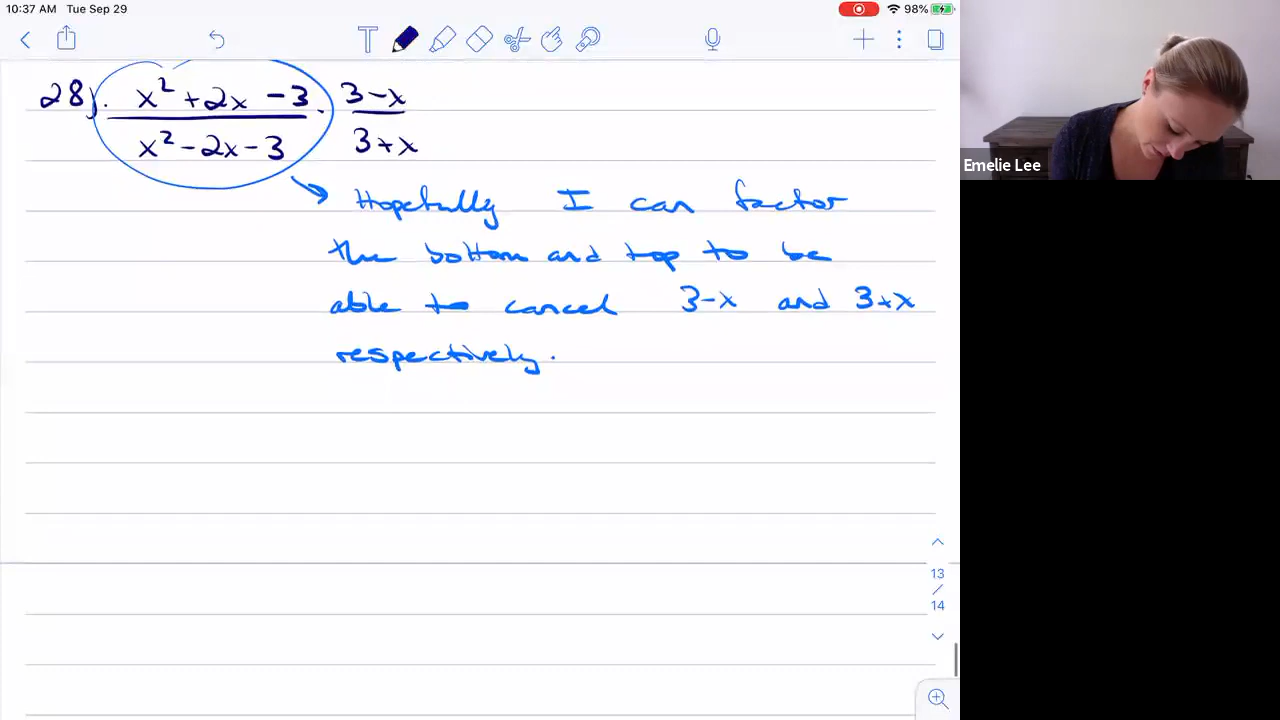 10:37 AM Tue Sep 29
98%
28). x² + 2x - 3 . 3-x
x² - 2x - 3 3+x
Hopefully I can factor
the bottom and top to be
able to cancel 3-x and 3+x
respectively.
13
/
14
Emelie Lee